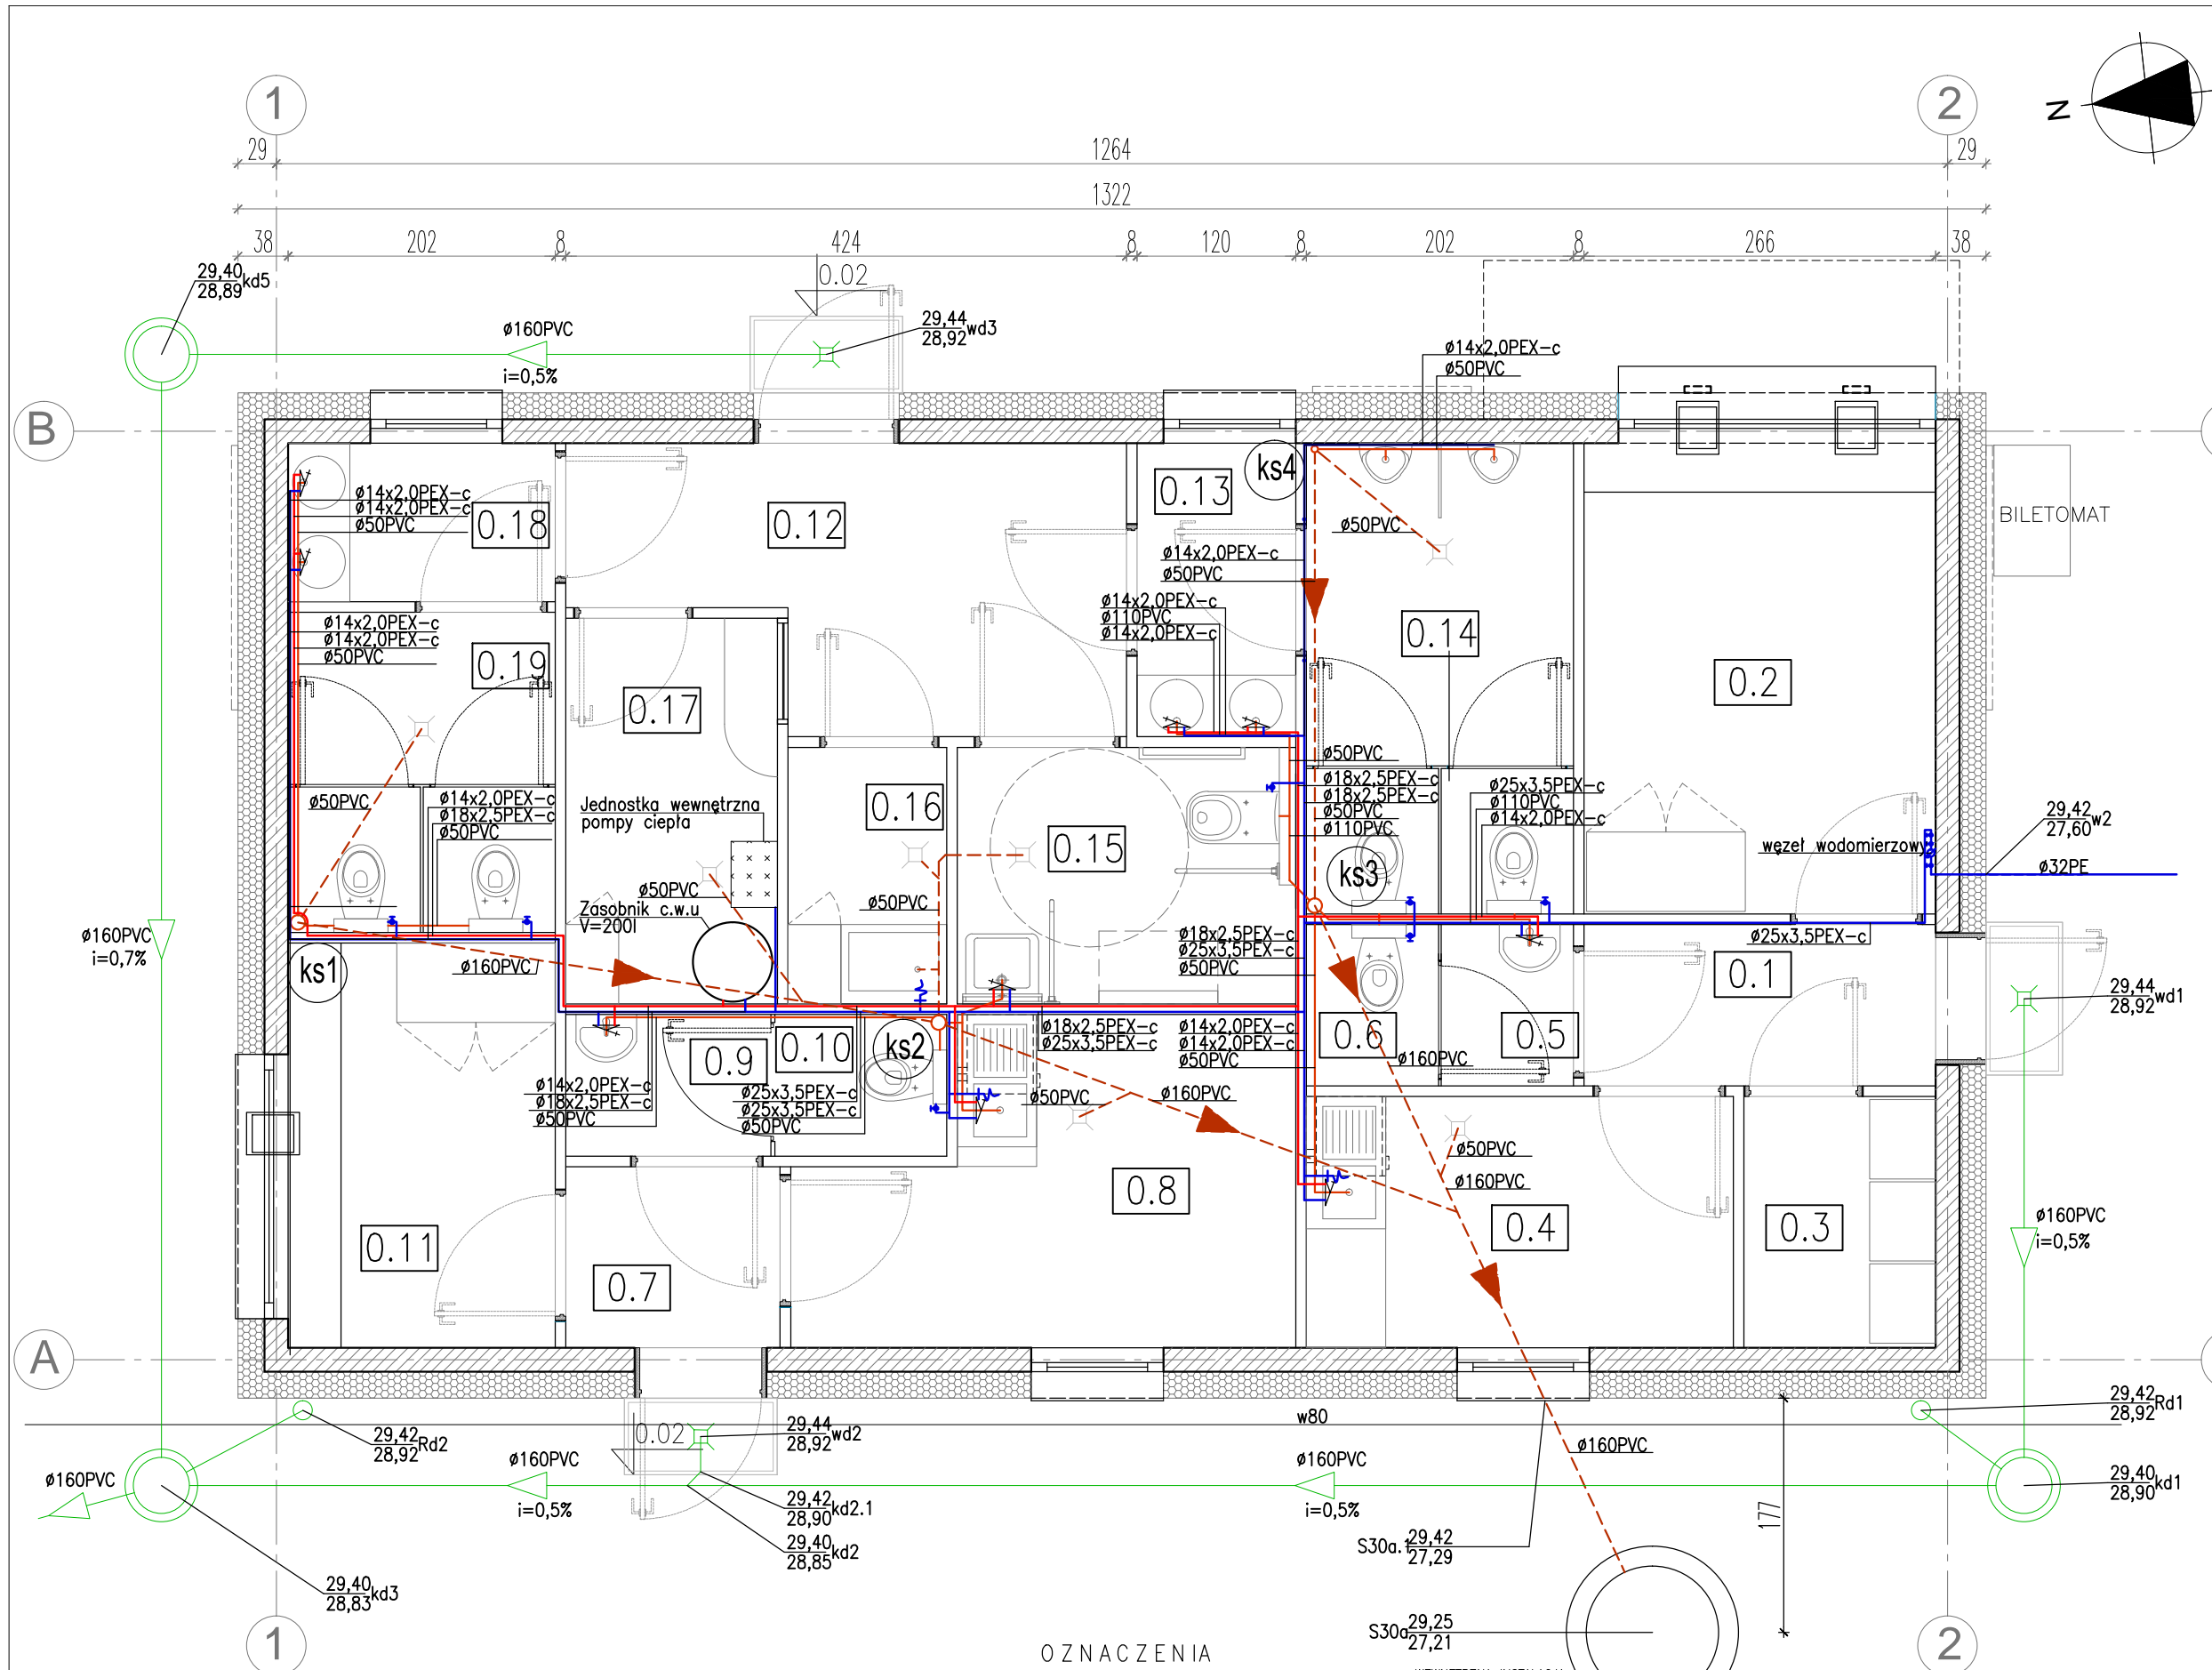 1
2
N
29
1264
29
1322
38
202
8
424
8
120
8
202
8
266
38
29,40
28,89
kd5
ø160PVC
i=0,5%
0.02
29,44
28,92
wd3
ø14x2,0PEX-c
ø50PVC
B
ks4
BILETOMAT
0.18
ø14x2,0PEX-c
ø14x2,0PEX-c
ø50PVC
0.12
0.13
ø50PVC
ø14x2,0PEX-c
ø50PVC
ø14x2,0PEX-c
ø110PVC
ø14x2,0PEX-c
0.14
ø14x2,0PEX-c
ø14x2,0PEX-c
ø50PVC
0.19
0.17
0.2
ø50PVC
ø14x2,0PEX-c
ø18x2,5PEX-c
ø50PVC
Jednostka wewnętrzna
pompy ciepła
0.16
0.15
ø50PVC
ø18x2,5PEX-c
ø18x2,5PEX-c
ø50PVC
ø110PVC
ø25x3,5PEX-c
ø110PVC
ø14x2,0PEX-c
węzeł wodomierzowy
29,42
27,60
w2
ø32PE
ks3
ø50PVC
Zasobnik c.w.u
V=200l
ø50PVC
ø160PVC
i=0,7%
ks1
ø160PVC
ø18x2,5PEX-c
ø25x3,5PEX-c
ø50PVC
ø25x3,5PEX-c
0.1
29,44
28,92
wd1
0.9
0.10
ks2
ø18x2,5PEX-c
ø25x3,5PEX-c
ø14x2,0PEX-c
ø14x2,0PEX-c
ø50PVC
0.6
0.5
ø160PVC
ø14x2,0PEX-c
ø18x2,5PEX-c
ø50PVC
ø25x3,5PEX-c
ø25x3,5PEX-c
ø50PVC
ø50PVC
ø160PVC
ø50PVC
ø160PVC
0.8
0.11
0.4
0.3
0.7
ø160PVC
i=0,5%
A
w80
29,42
28,92
Rd2
0.02
29,44
28,92
wd2
29,42
28,92
Rd1
ø160PVC
ø160PVC
i=0,5%
ø160PVC
i=0,5%
ø160PVC
29,40
28,90
kd1
29,42
28,90
kd2.1
29,40
28,85
kd2
177
S30a.1
29,42
27,29
29,40
28,83
kd3
S30a
29,25
27,21
1
2
OZNACZENIA